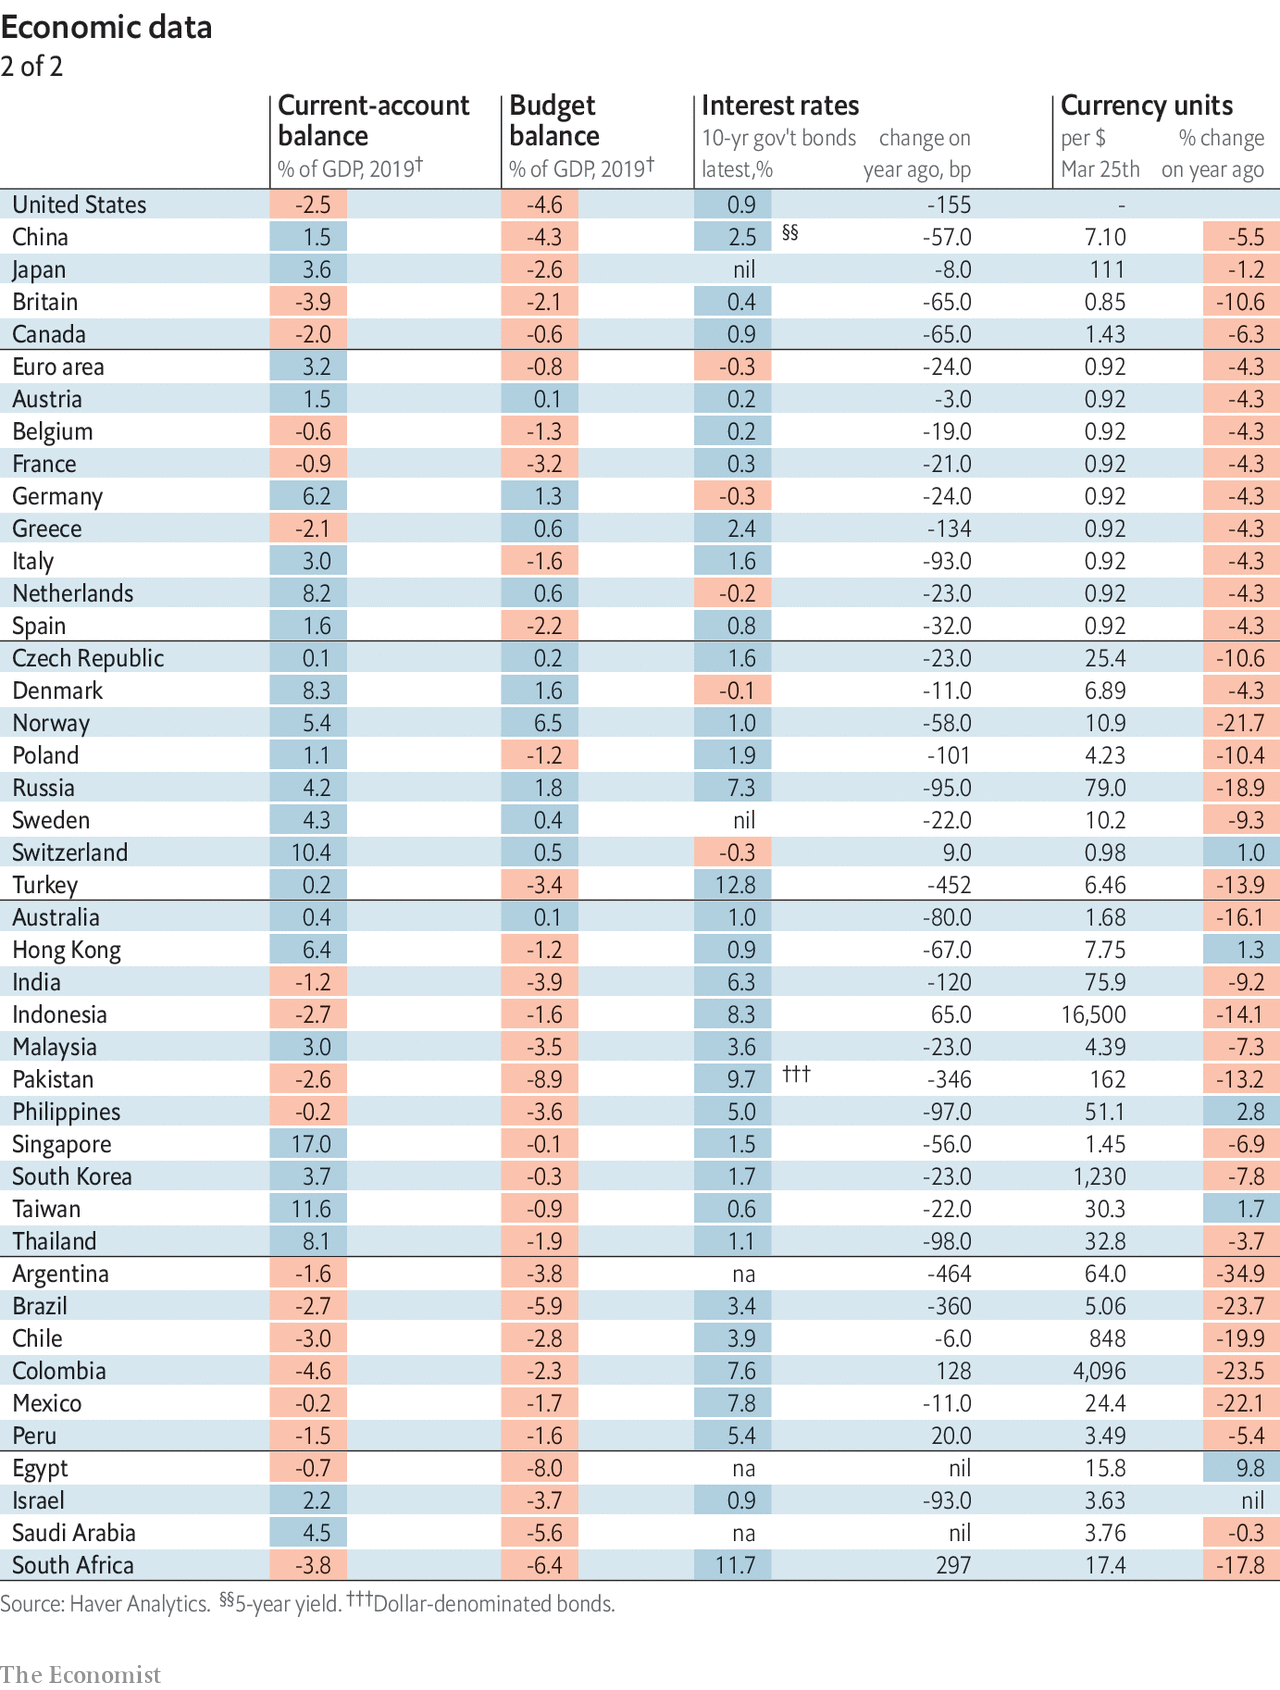 Economic data
2 of 2
Current-account balance Budget balance Interest rates Currency units
% of GDP, 2019† % of GDP, 2019† 10-yr gov't bonds latest,% change on year ago, bp per $ Mar 25th % change on year ago
United States -2.5 -4.6 0.9 -155 -
China 1.5 -4.3 2.5 §§ -57.0 7.10 -5.5
Japan 3.6 -2.6 nil -8.0 111 -1.2
Britain -3.9 -2.1 0.4 -65.0 0.85 -10.6
Canada -2.0 -0.6 0.9 -65.0 1.43 -6.3
Euro area 3.2 -0.8 -0.3 -24.0 0.92 -4.3
Austria 1.5 0.1 0.2 -3.0 0.92 -4.3
Belgium -0.6 -1.3 0.2 -19.0 0.92 -4.3
France -0.9 -3.2 0.3 -21.0 0.92 -4.3
Germany 6.2 1.3 -0.3 -24.0 0.92 -4.3
Greece -2.1 0.6 2.4 -134 0.92 -4.3
Italy 3.0 -1.6 1.6 -93.0 0.92 -4.3
Netherlands 8.2 0.6 -0.2 -23.0 0.92 -4.3
Spain 1.6 -2.2 0.8 -32.0 0.92 -4.3
Czech Republic 0.1 0.2 1.6 -23.0 25.4 -10.6
Denmark 8.3 1.6 -0.1 -11.0 6.89 -4.3
Norway 5.4 6.5 1.0 -58.0 10.9 -21.7
Poland 1.1 -1.2 1.9 -101 4.23 -10.4
Russia 4.2 1.8 7.3 -95.0 79.0 -18.9
Sweden 4.3 0.4 nil -22.0 10.2 -9.3
Switzerland 10.4 0.5 -0.3 9.0 0.98 1.0
Turkey 0.2 -3.4 12.8 -452 6.46 -13.9
Australia 0.4 0.1 1.0 -80.0 1.68 -16.1
Hong Kong 6.4 -1.2 0.9 -67.0 7.75 1.3
India -1.2 -3.9 6.3 -120 75.9 -9.2
Indonesia -2.7 -1.6 8.3 65.0 16,500 -14.1
Malaysia 3.0 -3.5 3.6 -23.0 4.39 -7.3
Pakistan -2.6 -8.9 9.7 ††† -346 162 -13.2
Philippines -0.2 -3.6 5.0 -97.0 51.1 2.8
Singapore 17.0 -0.1 1.5 -56.0 1.45 -6.9
South Korea 3.7 -0.3 1.7 -23.0 1,230 -7.8
Taiwan 11.6 -0.9 0.6 -22.0 30.3 1.7
Thailand 8.1 -1.9 1.1 -98.0 32.8 -3.7
Argentina -1.6 -3.8 na -464 64.0 -34.9
Brazil -2.7 -5.9 3.4 -360 5.06 -23.7
Chile -3.0 -2.8 3.9 -6.0 848 -19.9
Colombia -4.6 -2.3 7.6 128 4,096 -23.5
Mexico -0.2 -1.7 7.8 -11.0 24.4 -22.1
Peru -1.5 -1.6 5.4 20.0 3.49 -5.4
Egypt -0.7 -8.0 na nil 15.8 9.8
Israel 2.2 -3.7 0.9 -93.0 3.63 nil
Saudi Arabia 4.5 -5.6 na nil 3.76 -0.3
South Africa -3.8 -6.4 11.7 297 17.4 -17.8
Source: Haver Analytics. §§5-year yield. †††Dollar-denominated bonds.
The Economist